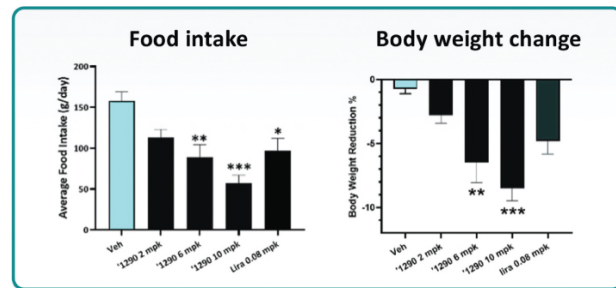 Food intake
Average Food Intake (g/day)
200
150
100
50
0
**
***
*
Veh
'1290 2 mpk
'1290 6 mpk
'1290 10 mpk
Lira 0.08 mpk
Body weight change
Body Weight Reduction %
0
-5
-10
**
***
Veh
'1290 2 mpk
'1290 6 mpk
'1290 10 mpk
lira 0.08 mpk